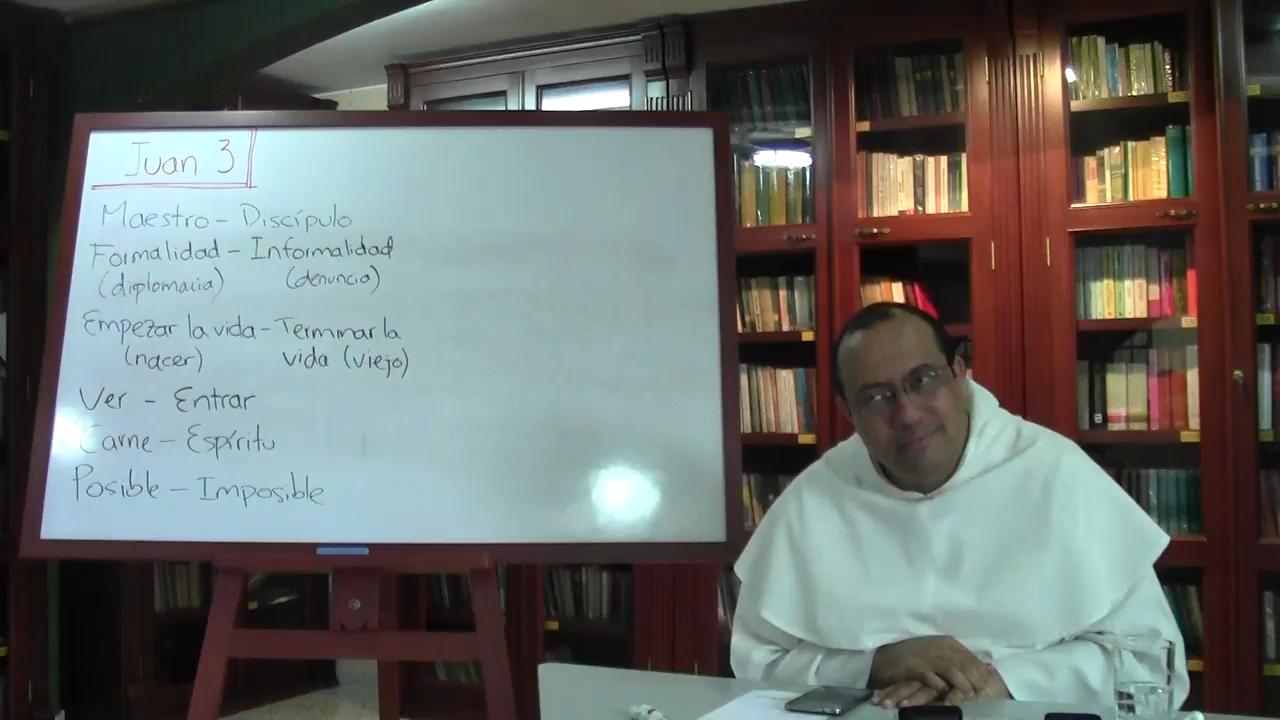 Juan 3
Maestro - Discípulo
Formalidad - Informalidad
(diplomacia) (denuncia)
Empezar la vida - Terminar la
(nacer) vida (viejo)
Ver - Entrar
Carne - Espíritu
Posible - Imposible